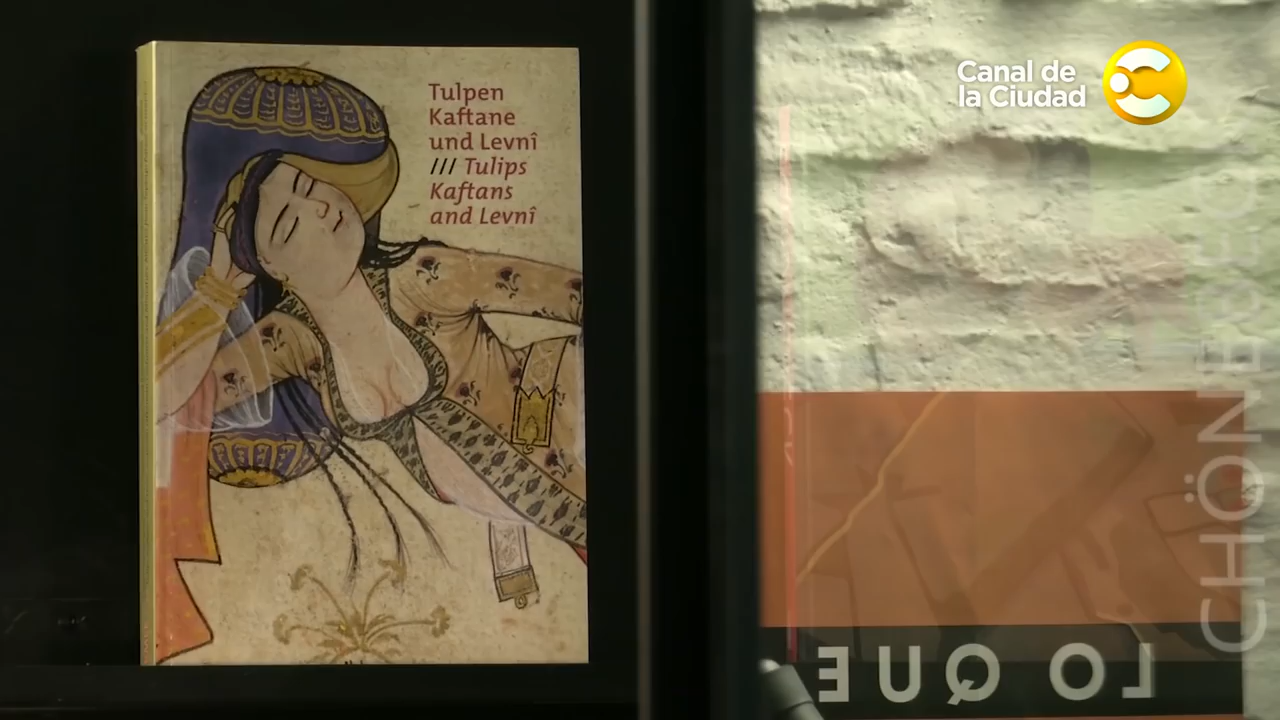 Tulpen
Kaftane
und Levnî
/// Tulips
Kaftans
and Levnî
Canal de
la Ciudad
LO QUE